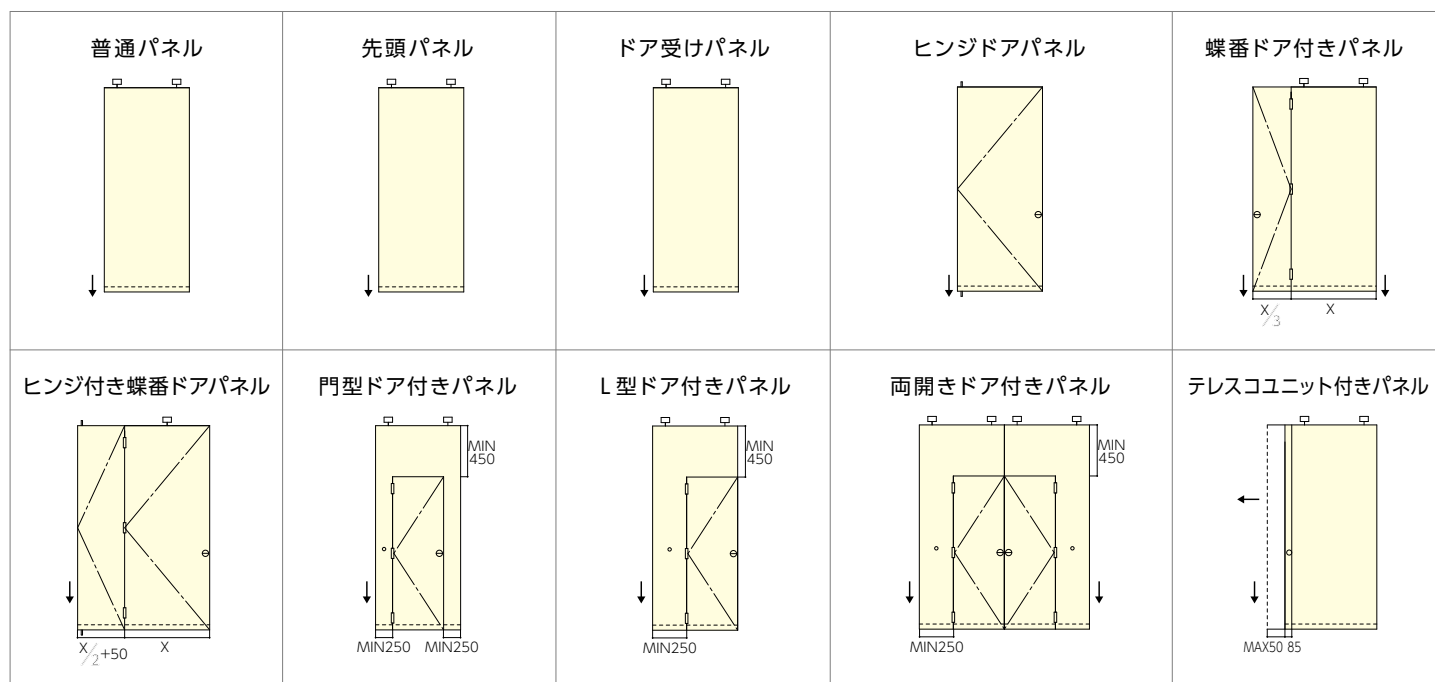 普通パネル
先頭パネル
ドア受けパネル
ヒンジドアパネル
蝶番ドア付きパネル
X/3
X
ヒンジ付き蝶番ドアパネル
X/2+50
X
門型ドア付きパネル
MIN
450
MIN250
MIN250
L型ドア付きパネル
MIN
450
MIN250
両開きドア付きパネル
MIN
450
MIN250
テレスコユニット付きパネル
MAX50 85